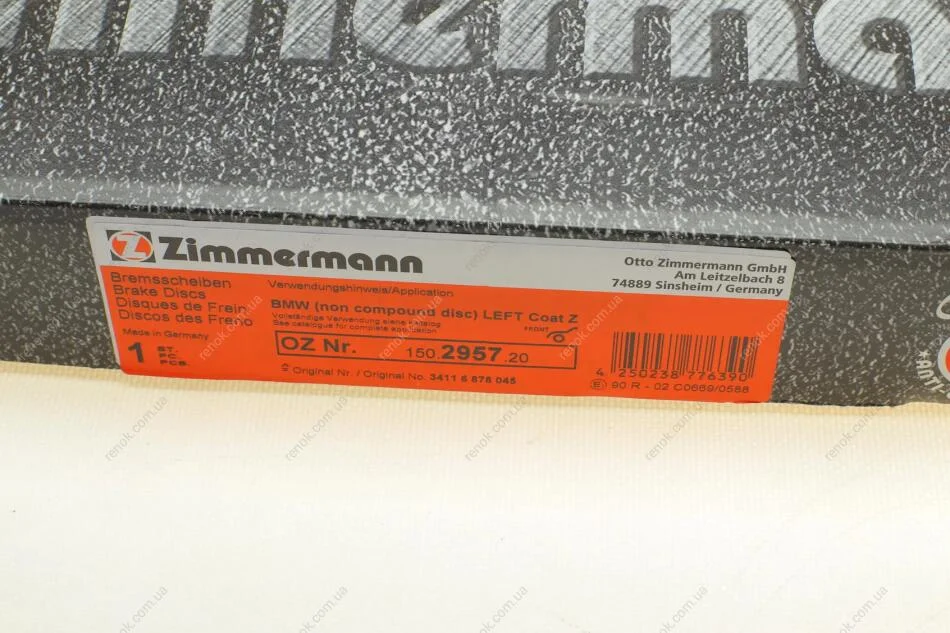 Zimmerma
Zimmermann
Otto Zimmermann GmbH
Am Leitzelbach 8
74889 Sinsheim / Germany
Bremsscheiben
Brake Discs
Disques de Frein
Discos des Freno
Made in Germany
1 ST.
PC.
PCS.
Verwendungshinweis/Application
BMW (non compound disc) LEFT Coat Z
Vollständige Verwendung siehe Katalog
See catalogue for complete application
FRONT
OZ Nr. 150.2957.20
Original Nr. / Original No. 3411 6 878 045
4 250238 776390
90 R - 02 C0669/0588
renok.com.ua